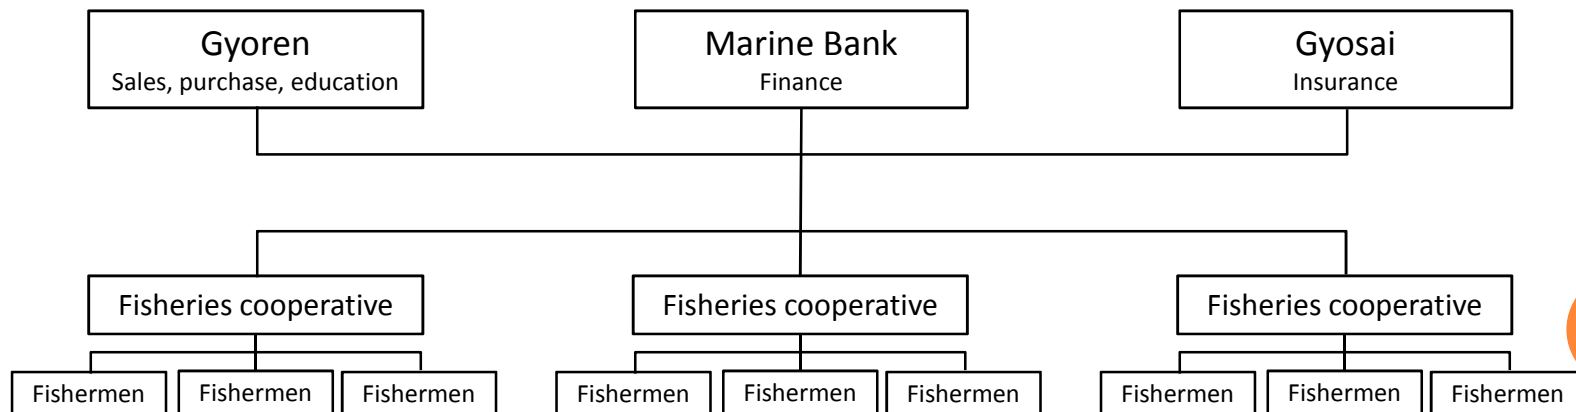 Gyoren
Sales, purchase, education
Marine Bank
Finance
Gyosai
Insurance
Fisheries cooperative
Fisheries cooperative
Fisheries cooperative
Fishermen
Fishermen
Fishermen
Fishermen
Fishermen
Fishermen
Fishermen
Fishermen
Fishermen